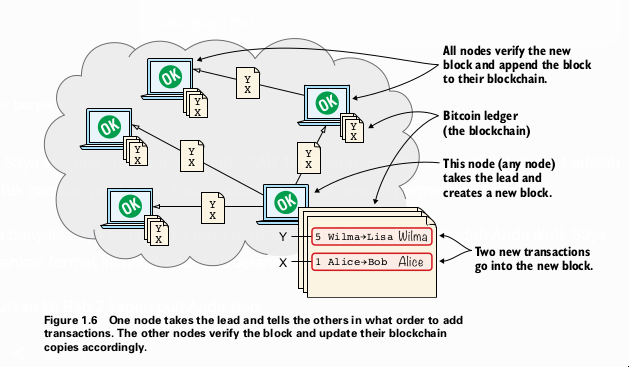 All nodes verify the new
block and append the block
to their blockchain.
OK
Y
X
Y
X
OK
Y
X
Bitcoin ledger
(the blockchain)
OK
Y
X
Y
X
Y
X
This node (any node)
takes the lead and
creates a new block.
OK
Y
X
Y
X
OK
Y 5 Wilma→Lisa Wilma
X 1 Alice→Bob Alice
Two new transactions
go into the new block.
Figure 1.6 One node takes the lead and tells the others in what order to add
transactions. The other nodes verify the block and update their blockchain
copies accordingly.